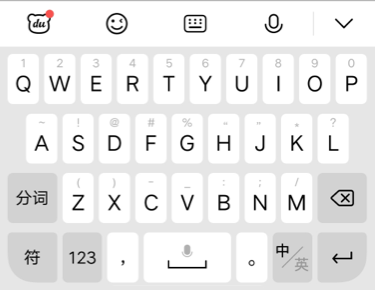 du
1 2 3 4 5 6 7 8 9 0
Q W E R T Y U I O P
~ ! @ # % “ ” * ?
A S D F G H J K L
( ) - _ : ; /
分词 Z X C V B N M
符 123 , 。 中/英